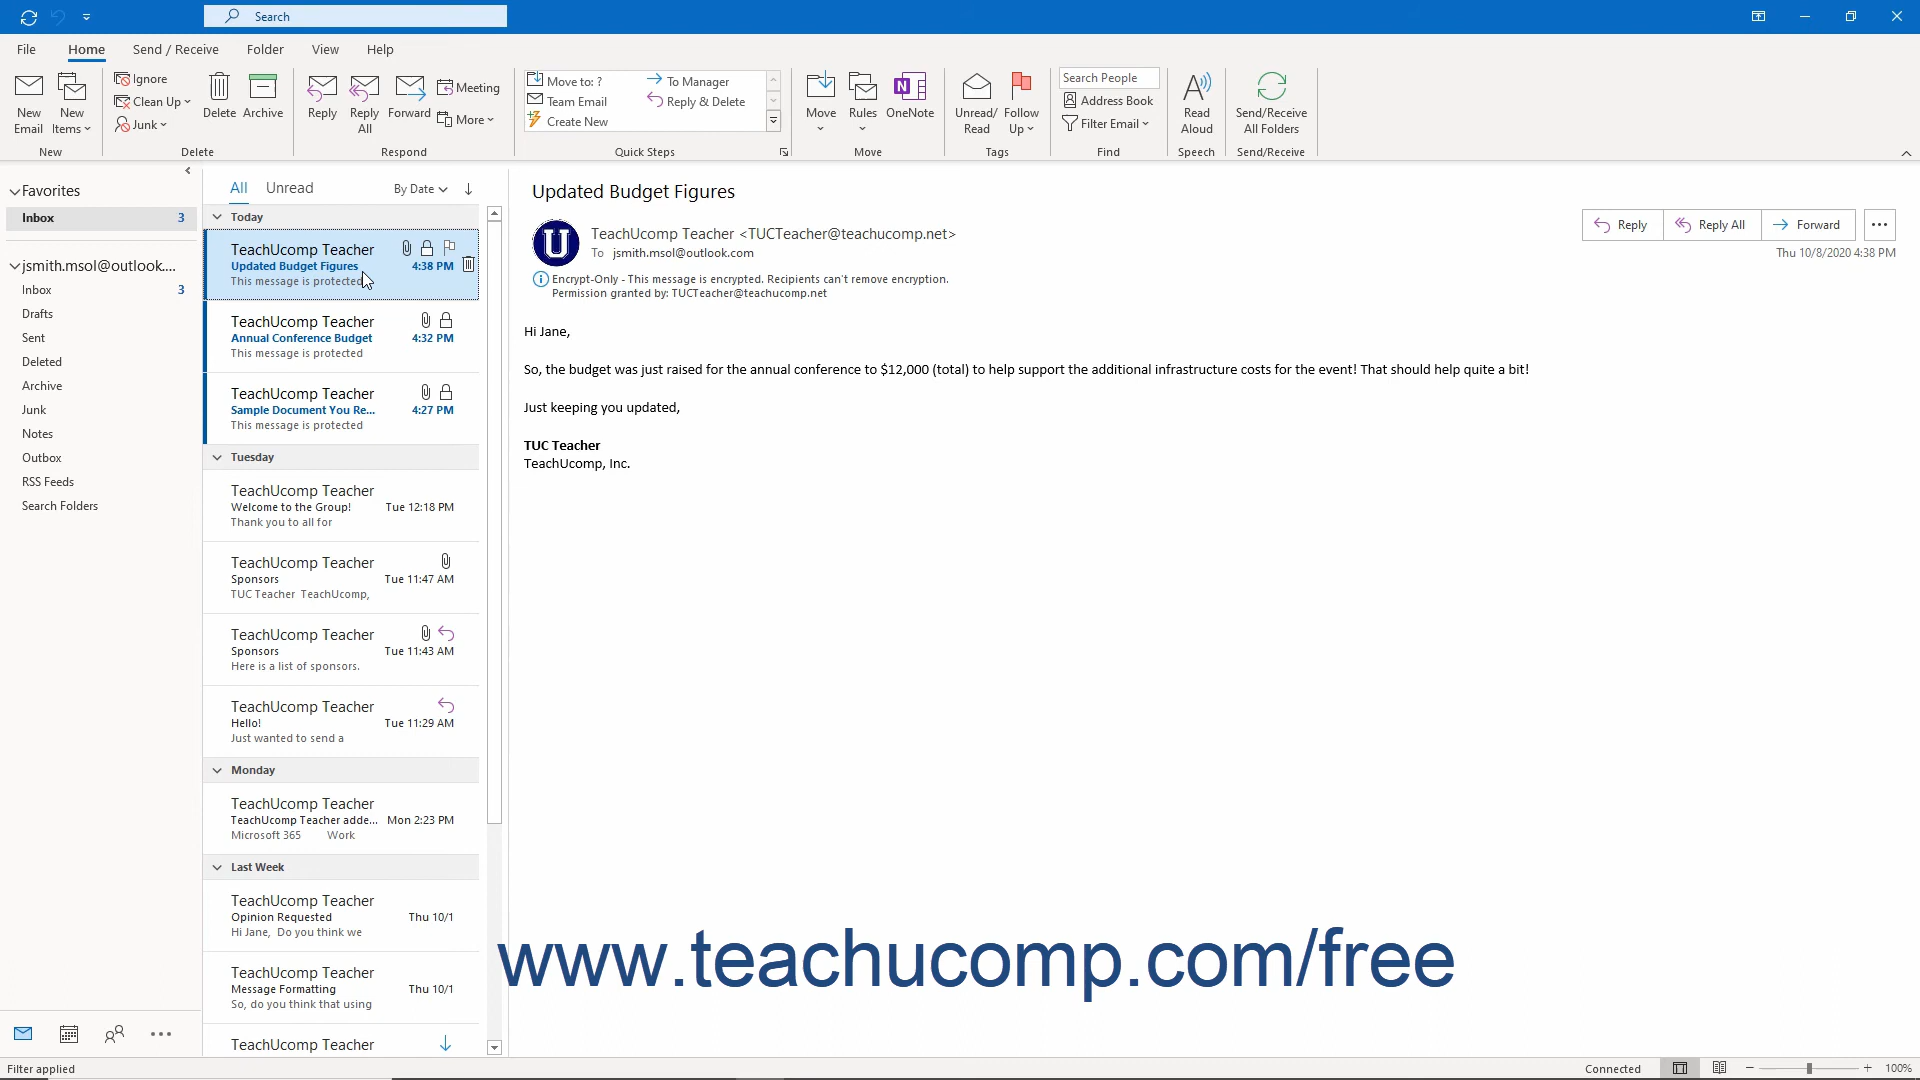 Search
File Home Send / Receive Folder View Help
New Email
New Items
New
Ignore
Clean Up
Junk
Delete
Archive
Delete
Reply
Reply All
Forward
Meeting
More
Respond
Move to: ?
To Manager
Team Email
Reply & Delete
Create New
Quick Steps
Move
Rules
OneNote
Move
Unread/ Read
Follow Up
Tags
Search People
Address Book
Filter Email
Find
Read Aloud
Speech
Send/Receive All Folders
Send/Receive
Favorites
Inbox 3
jsmith.msol@outlook....
Inbox 3
Drafts
Sent
Deleted
Archive
Junk
Notes
Outbox
RSS Feeds
Search Folders
All Unread By Date
Today
TeachUcomp Teacher
Updated Budget Figures 4:38 PM
This message is protected
TeachUcomp Teacher
Annual Conference Budget 4:32 PM
This message is protected
TeachUcomp Teacher
Sample Document You Re... 4:27 PM
This message is protected
Tuesday
TeachUcomp Teacher
Welcome to the Group! Tue 12:18 PM
Thank you to all for
TeachUcomp Teacher
Sponsors Tue 11:47 AM
TUC Teacher TeachUcomp,
TeachUcomp Teacher
Sponsors Tue 11:43 AM
Here is a list of sponsors.
TeachUcomp Teacher
Hello! Tue 11:29 AM
Just wanted to send a
Monday
TeachUcomp Teacher
TeachUcomp Teacher adde... Mon 2:23 PM
Microsoft 365 Work
Last Week
TeachUcomp Teacher
Opinion Requested Thu 10/1
Hi Jane, Do you think we
TeachUcomp Teacher
Message Formatting Thu 10/1
So, do you think that using
TeachUcomp Teacher
Updated Budget Figures
U
TeachUcomp Teacher <TUCTeacher@teachucomp.net>
To jsmith.msol@outlook.com
Reply Reply All Forward
Thu 10/8/2020 4:38 PM
Encrypt-Only - This message is encrypted. Recipients can't remove encryption.
Permission granted by: TUCTeacher@teachucomp.net
Hi Jane,
So, the budget was just raised for the annual conference to $12,000 (total) to help support the additional infrastructure costs for the event! That should help quite a bit!
Just keeping you updated,
TUC Teacher
TeachUcomp, Inc.
www.teachucomp.com/free
Filter applied
Connected
100%